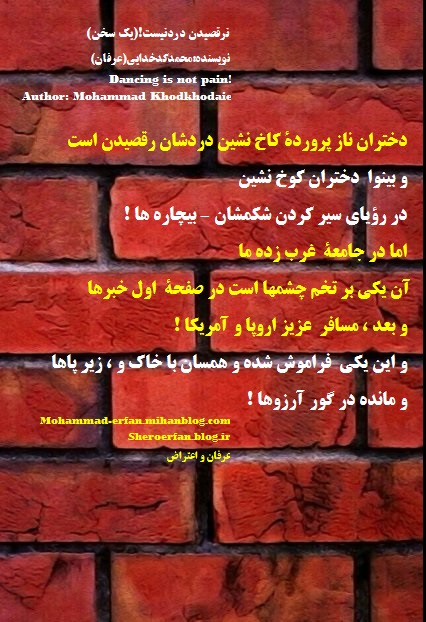 نرقصیدن دردنیست!(یک سخن)
نویسنده:محمدکدخدایی(عرفان)
Dancing is not pain!
Author: Mohammad Khodkhodaie
دختران ناز پروردهٔ کاخ نشین دردشان رقصیدن است
و بینوا دختران کوخ نشین
در رؤیای سیر کردن شکمشان - بیچاره ها !
اما در جامعهٔ غرب زده ما
آن یکی بر تخم چشمها است در صفحهٔ اول خبرها
و بعد ، مسافر عزیز اروپا و آمریکا !
و این یکی فراموش شده و همسان با خاک و ، زیر پاها
و مانده در گور آرزوها !
Mohammad-erfan.mihanblog.com
Sheroerfan.blog.ir
عرفان و اعتراض